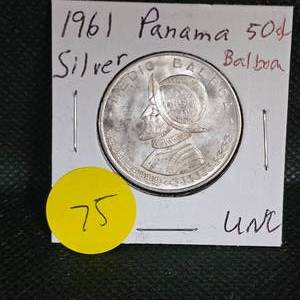 1961 Panama 50¢
Silver Balboa
MEDIO BALBOA
75
UNC